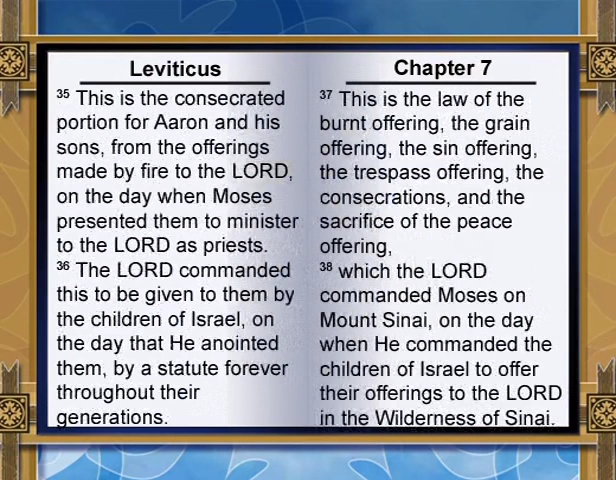 Leviticus
35 This is the consecrated
portion for Aaron and his
sons, from the offerings
made by fire to the LORD,
on the day when Moses
presented them to minister
to the LORD as priests.
36 The LORD commanded
this to be given to them by
the children of Israel, on
the day that He anointed
them, by a statute forever
throughout their
generations.
Chapter 7
37 This is the law of the
burnt offering, the grain
offering, the sin offering,
the trespass offering, the
consecrations, and the
sacrifice of the peace
offering,
38 which the LORD
commanded Moses on
Mount Sinai, on the day
when He commanded the
children of Israel to offer
their offerings to the LORD
in the Wilderness of Sinai.